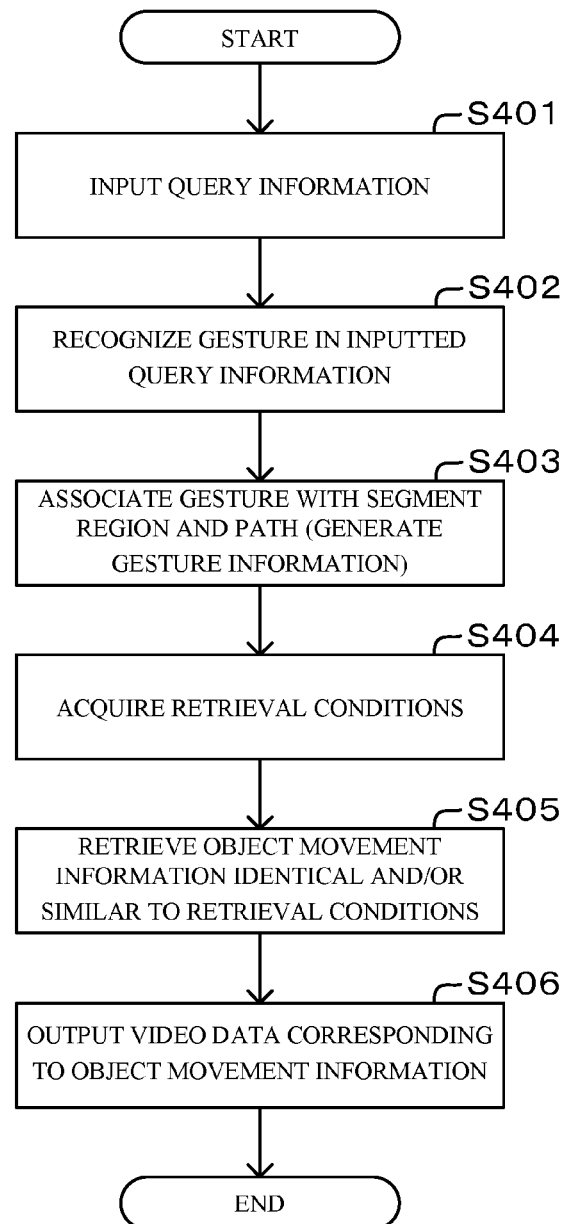 START
S401
INPUT QUERY INFORMATION
S402
RECOGNIZE GESTURE IN INPUTTED
QUERY INFORMATION
S403
ASSOCIATE GESTURE WITH SEGMENT
REGION AND PATH (GENERATE
GESTURE INFORMATION)
S404
ACQUIRE RETRIEVAL CONDITIONS
S405
RETRIEVE OBJECT MOVEMENT
INFORMATION IDENTICAL AND/OR
SIMILAR TO RETRIEVAL CONDITIONS
S406
OUTPUT VIDEO DATA CORRESPONDING
TO OBJECT MOVEMENT INFORMATION
END